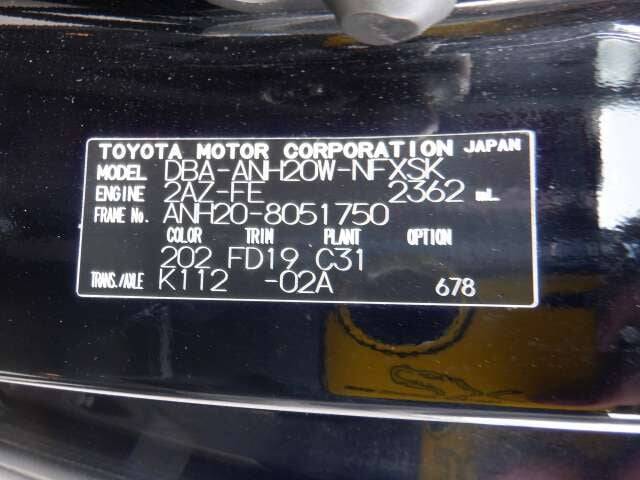 TOYOTA MOTOR CORPORATION JAPAN
MODEL DBA-ANH20W-NFXSK
ENGINE 2AZ-FE 2362 mL
FRAME No. ANH20-8051750
COLOR TRIM PLANT OPTION
202 FD19 C31
TRANS./AXLE K112 -02A 678